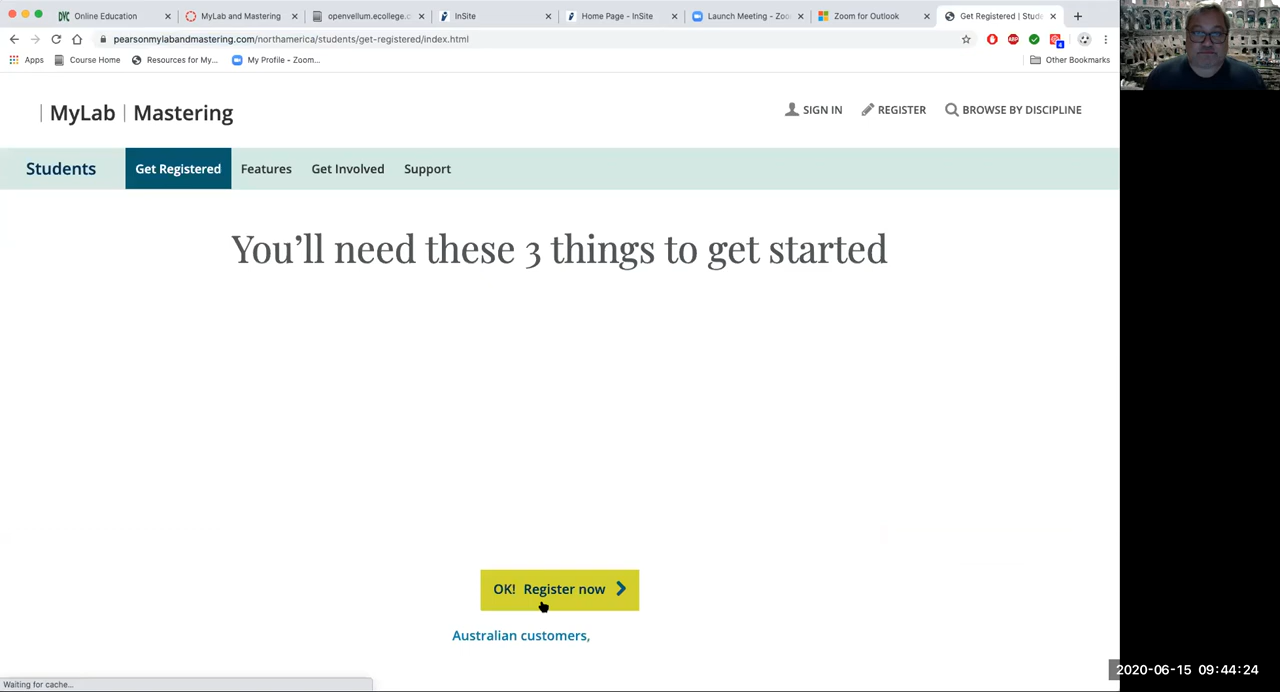 Online Education
MyLab and Mastering
openvellum.ecollege.c
InSite
Home Page - InSite
Launch Meeting - Zoo
Zoom for Outlook
Get Registered | Stud
pearsonmylabandmastering.com/northamerica/students/get-registered/index.html
ABP
4
Apps
Course Home
Resources for My...
My Profile - Zoom...
Other Bookmarks
| MyLab | Mastering
SIGN IN
REGISTER
BROWSE BY DISCIPLINE
Students
Get Registered
Features
Get Involved
Support
You'll need these 3 things to get started
OK! Register now
Australian customers,
Waiting for cache...
2020-06-15 09:44:24